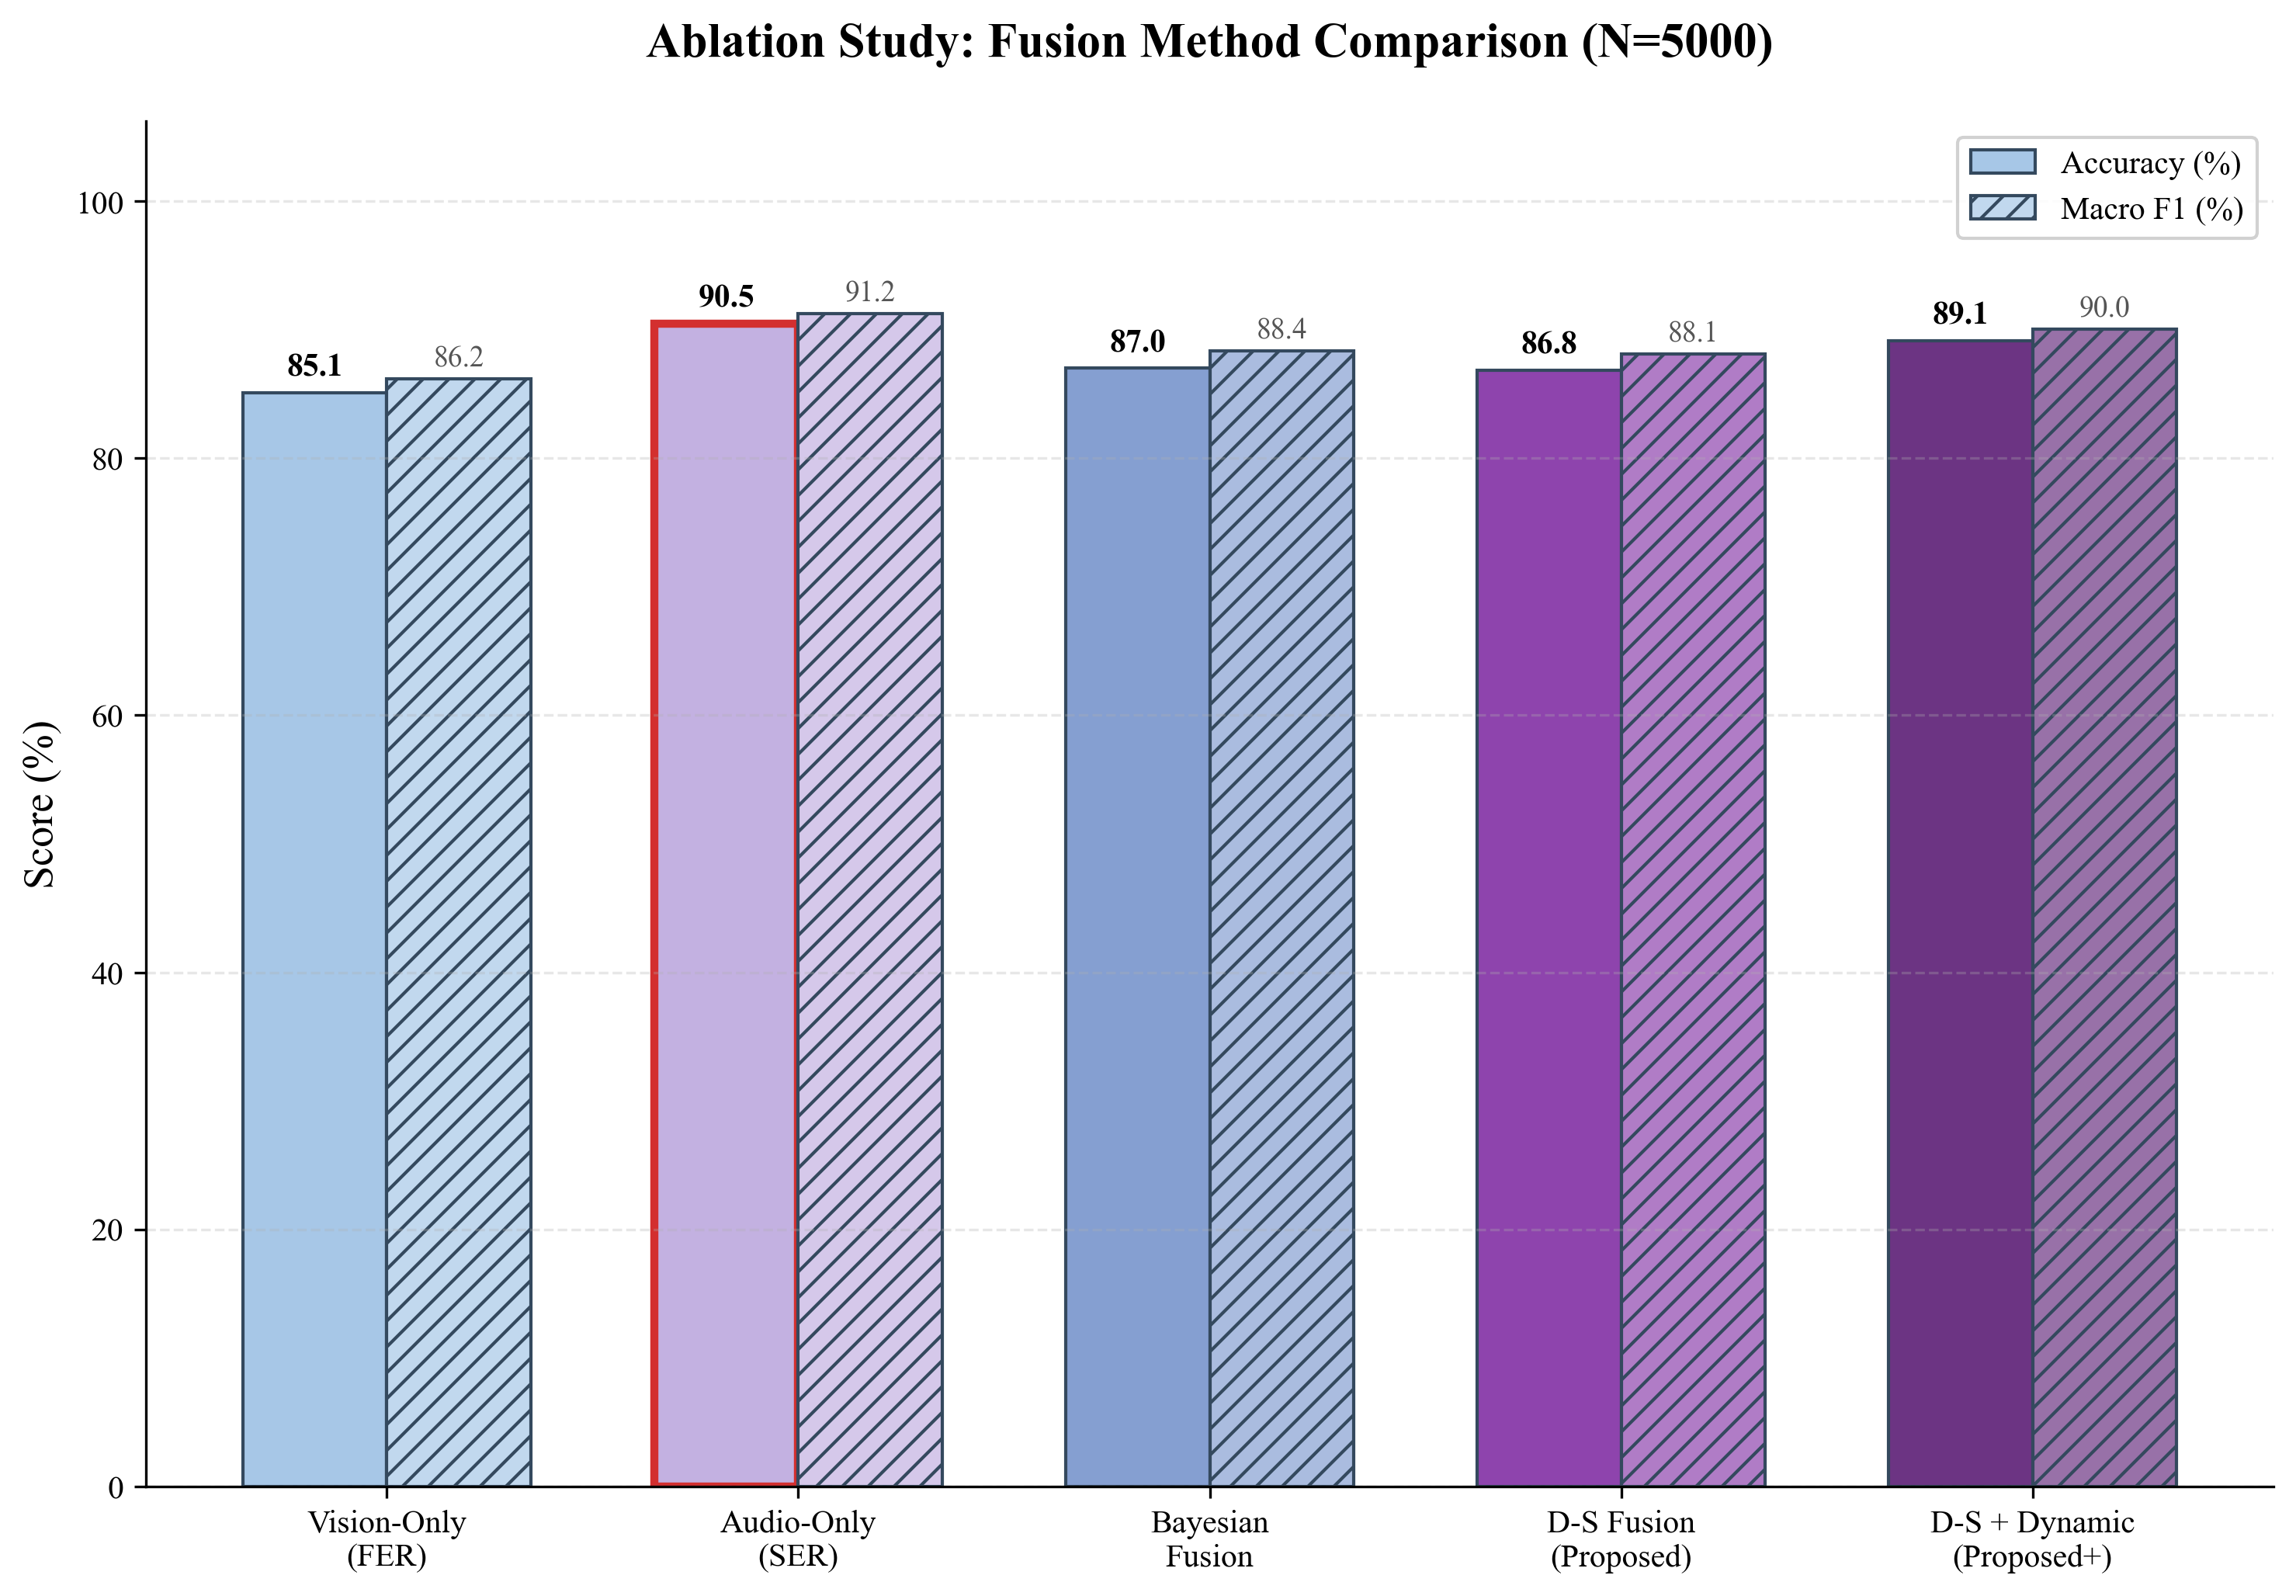 Ablation Study: Fusion Method Comparison (N=5000)
Accuracy (%)
Macro F1 (%)
Score (%)
100
80
60
40
20
0
85.1
86.2
90.5
91.2
87.0
88.4
86.8
88.1
89.1
90.0
Vision-Only
(FER)
Audio-Only
(SER)
Bayesian
Fusion
D-S Fusion
(Proposed)
D-S + Dynamic
(Proposed+)